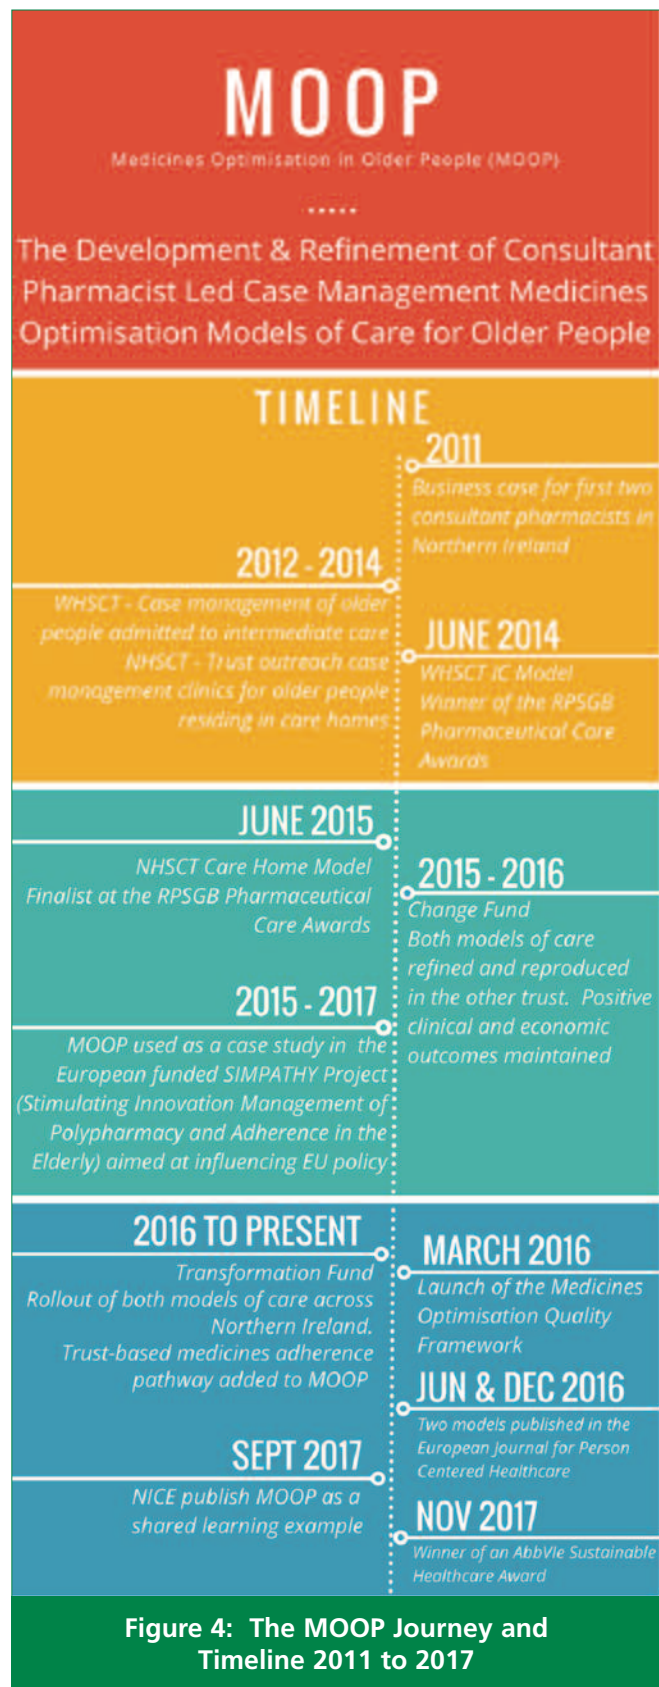 MOOP
Medicines Optimisation in Older People (MOOP)
The Development & Refinement of Consultant
Pharmacist Led Case Management Medicines
Optimisation Models of Care for Older People
TIMELINE
2011
Business case for first two
consultant pharmacists in
Northern Ireland
2012 - 2014
WHSCT - Case management of older
people admitted to intermediate care
NHSCT - Trust outreach case
management clinics for older people
residing in care homes
JUNE 2014
WHSCT IC Model
Winner of the RPSGB
Pharmaceutical Care
Awards
JUNE 2015
NHSCT Care Home Model
Finalist at the RPSGB Pharmaceutical
Care Awards
2015 - 2016
Change Fund
Both models of care
refined and reproduced
in the other trust.  Positive
clinical and economic
outcomes maintained
2015 - 2017
MOOP used as a case study in the
European funded SIMPATHY Project
(Stimulating Innovation Management of
Polypharmacy and Adherence in the
Elderly) aimed at influencing EU policy
2016 TO PRESENT
Transformation Fund
Rollout of both models of care across
Northern Ireland.
Trust-based medicines adherence
pathway added to MOOP
MARCH 2016
Launch of the Medicines
Optimisation Quality
Framework
JUN & DEC 2016
Two models published in the
European Journal for Person
Centered Healthcare
SEPT 2017
NICE publish MOOP as a
shared learning example
NOV 2017
Winner of an AbbVIe Sustainable
Healthcare Award
Figure 4:  The MOOP Journey and
Timeline 2011 to 2017